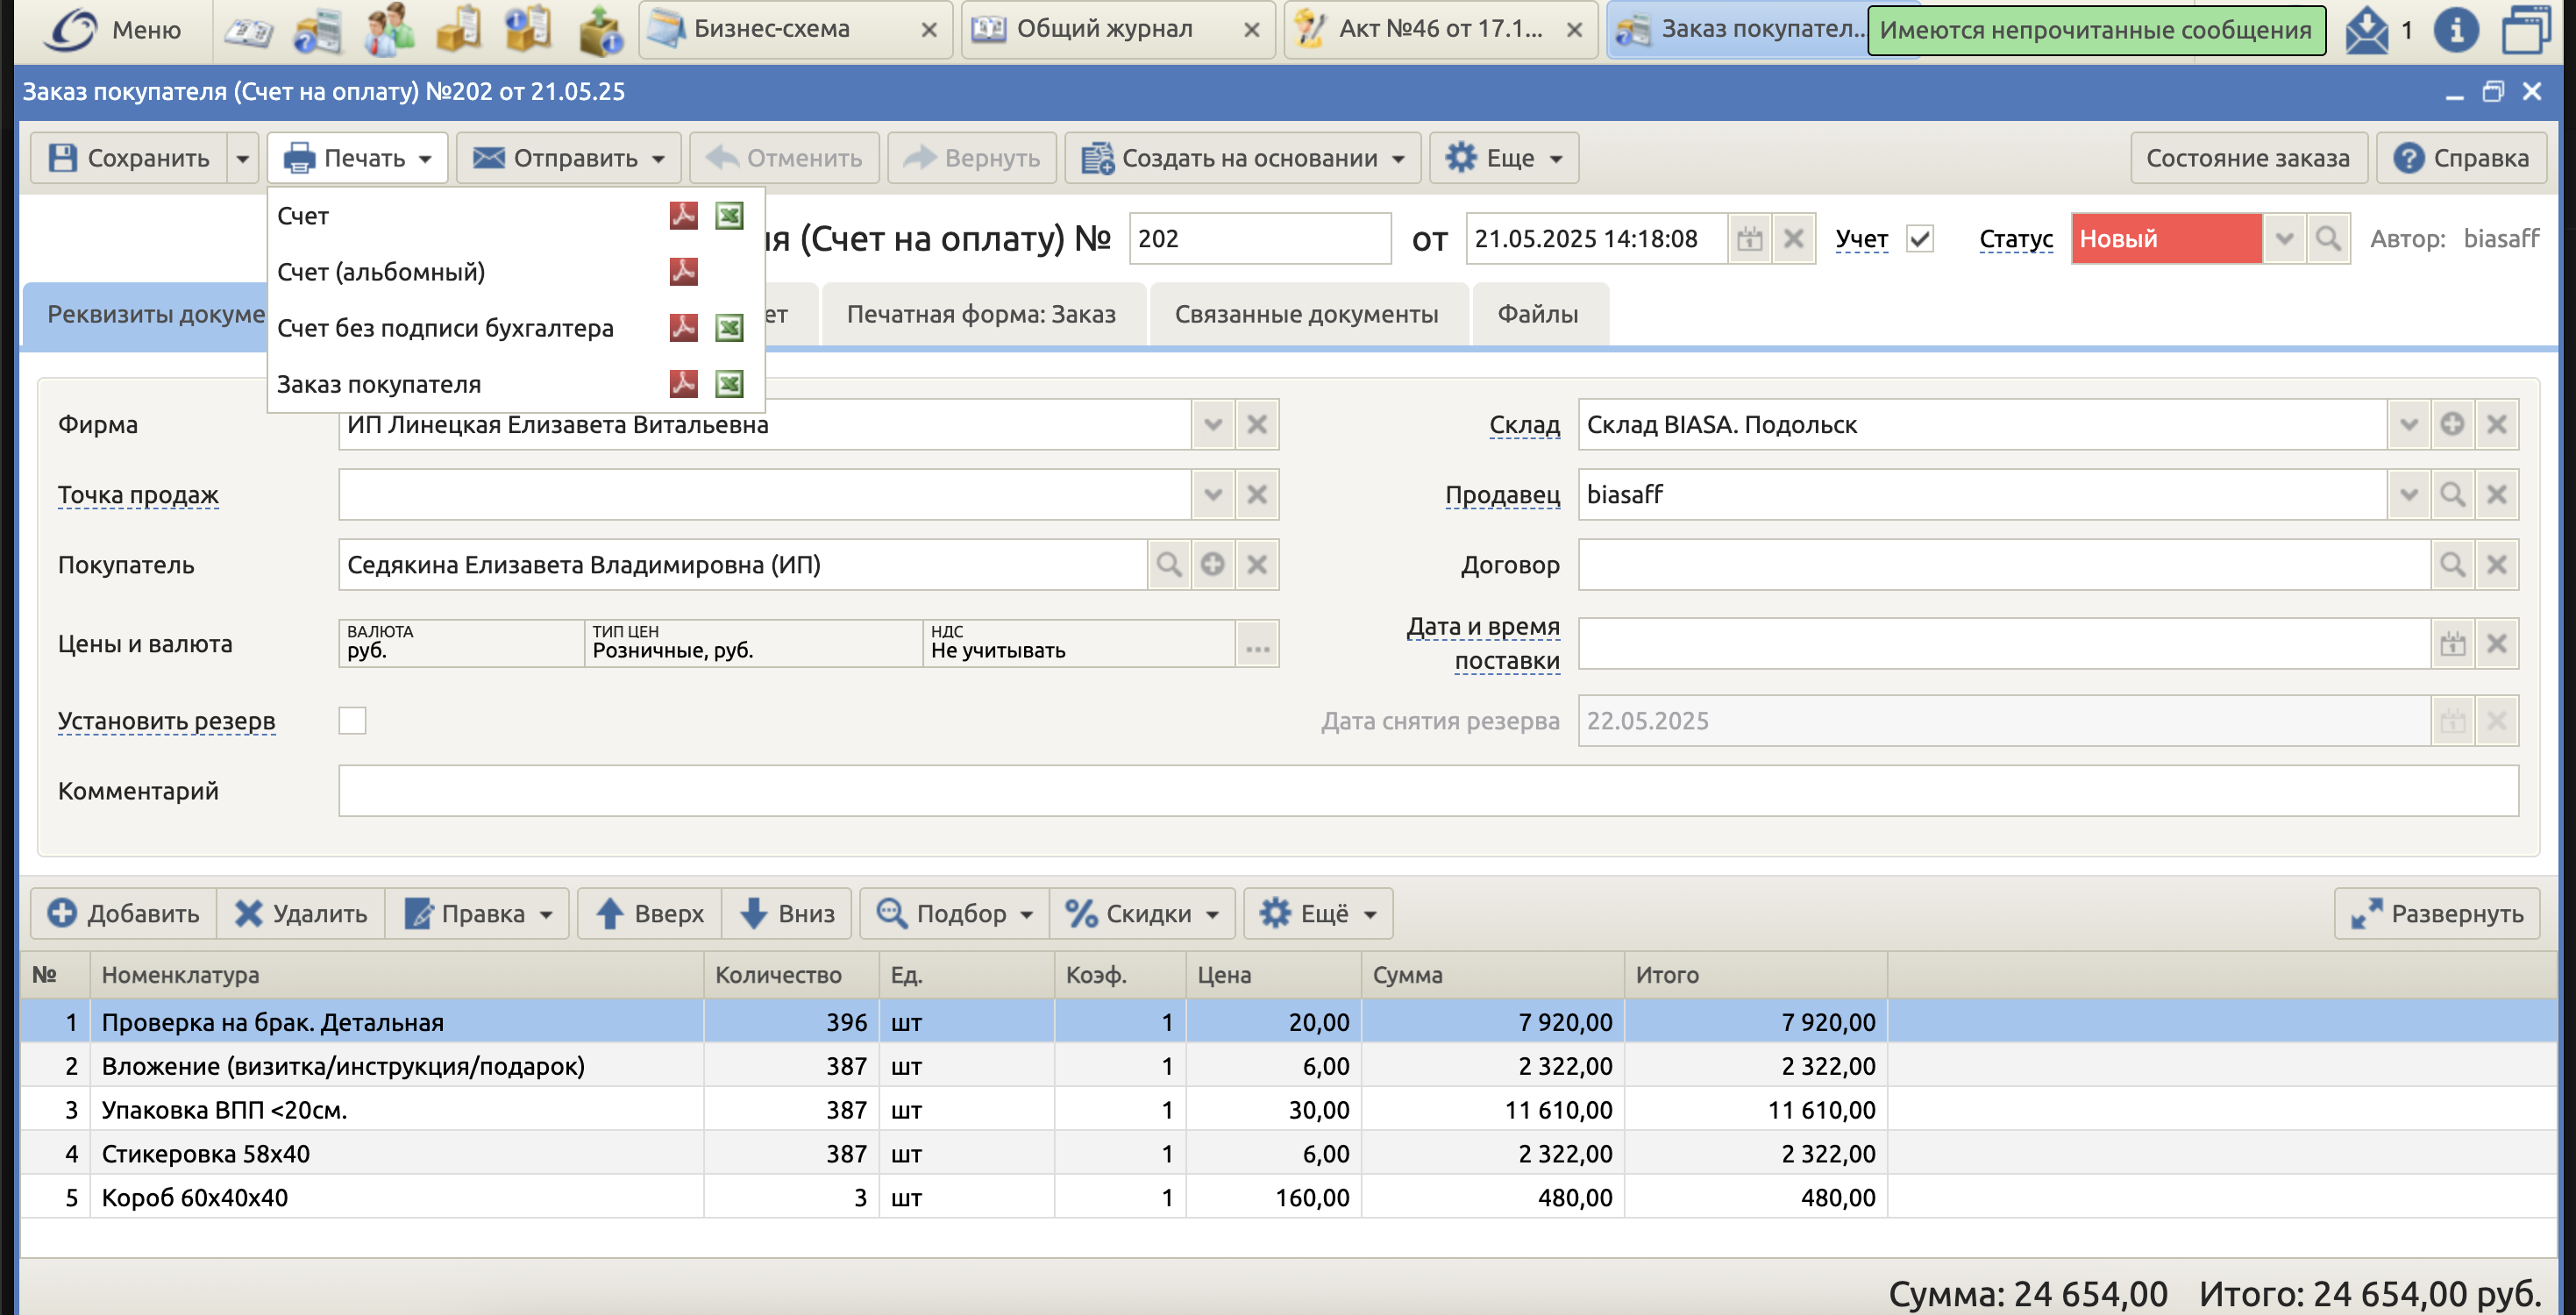 Меню
Бизнес-схема
Общий журнал
Акт №46 от 17.1...
Заказ покупател...
Имеются непрочитанные сообщения
1
Заказ покупателя (Счет на оплату) №202 от 21.05.25
Сохранить
Печать
Отправить
Отменить
Вернуть
Создать на основании
Еще
Состояние заказа
Справка
Счет
Счет (альбомный)
Счет без подписи бухгалтера
Заказ покупателя
ия (Счет на оплату) № 202 от 21.05.2025 14:18:08
Учет
Статус Новый
Автор: biasaff
Реквизиты докуме
ет
Печатная форма: Заказ
Связанные документы
Файлы
Фирма ИП Линецкая Елизавета Витальевна
Склад Склад BIASA. Подольск
Точка продаж
Продавец biasaff
Покупатель Седякина Елизавета Владимировна (ИП)
Договор
Цены и валюта
ВАЛЮТА
руб.
ТИП ЦЕН
Розничные, руб.
НДС
Не учитывать
...
Дата и время
поставки
Установить резерв
Дата снятия резерва 22.05.2025
Комментарий
Добавить
Удалить
Правка
Вверх
Вниз
Подбор
Скидки
Ещё
Развернуть
№ Номенклатура Количество Ед. Коэф. Цена Сумма Итого
1 Проверка на брак. Детальная 396 шт 1 20,00 7 920,00 7 920,00
2 Вложение (визитка/инструкция/подарок) 387 шт 1 6,00 2 322,00 2 322,00
3 Упаковка ВПП <20см. 387 шт 1 30,00 11 610,00 11 610,00
4 Стикеровка 58х40 387 шт 1 6,00 2 322,00 2 322,00
5 Короб 60х40х40 3 шт 1 160,00 480,00 480,00
Сумма: 24 654,00 Итого: 24 654,00 руб.